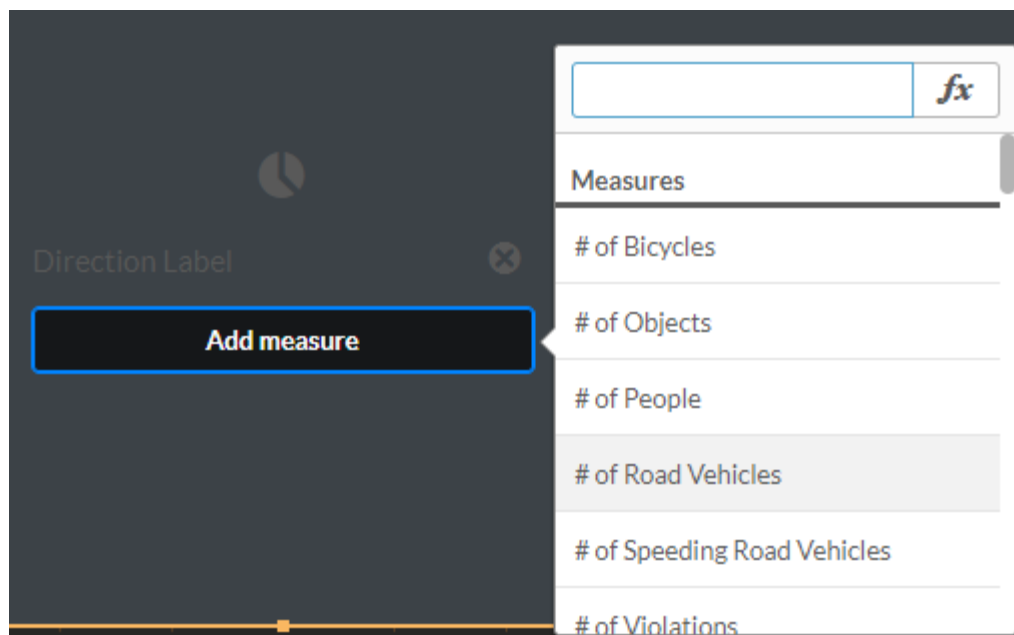 fx
Measures
# of Bicycles
Direction Label
# of Objects
Add measure
# of People
# of Road Vehicles
# of Speeding Road Vehicles
# of Violations